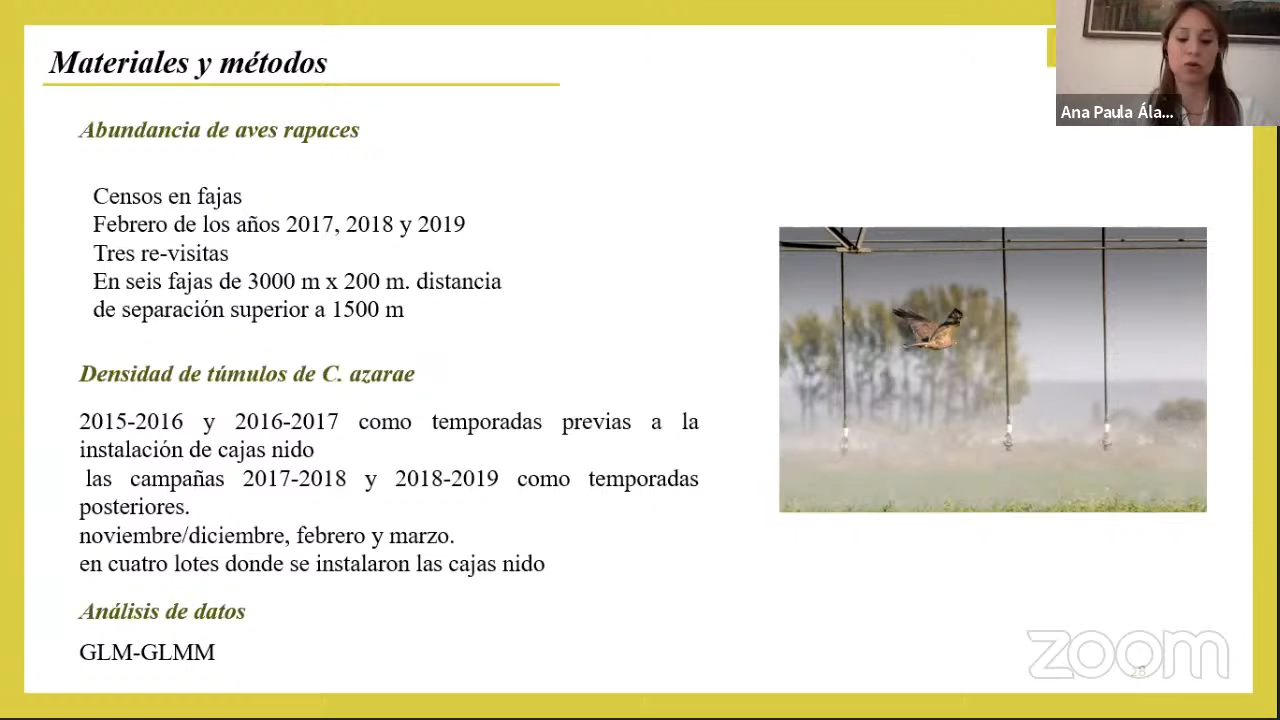 Materiales y métodos
Ana Paula Ála...
Abundancia de aves rapaces
Censos en fajas
Febrero de los años 2017, 2018 y 2019
Tres re-visitas
En seis fajas de 3000 m x 200 m. distancia
de separación superior a 1500 m
Densidad de túmulos de C. azarae
2015-2016 y 2016-2017 como temporadas previas a la
instalación de cajas nido
las campañas 2017-2018 y 2018-2019 como temporadas
posteriores.
noviembre/diciembre, febrero y marzo.
en cuatro lotes donde se instalaron las cajas nido
Análisis de datos
GLM-GLMM
zoom
28